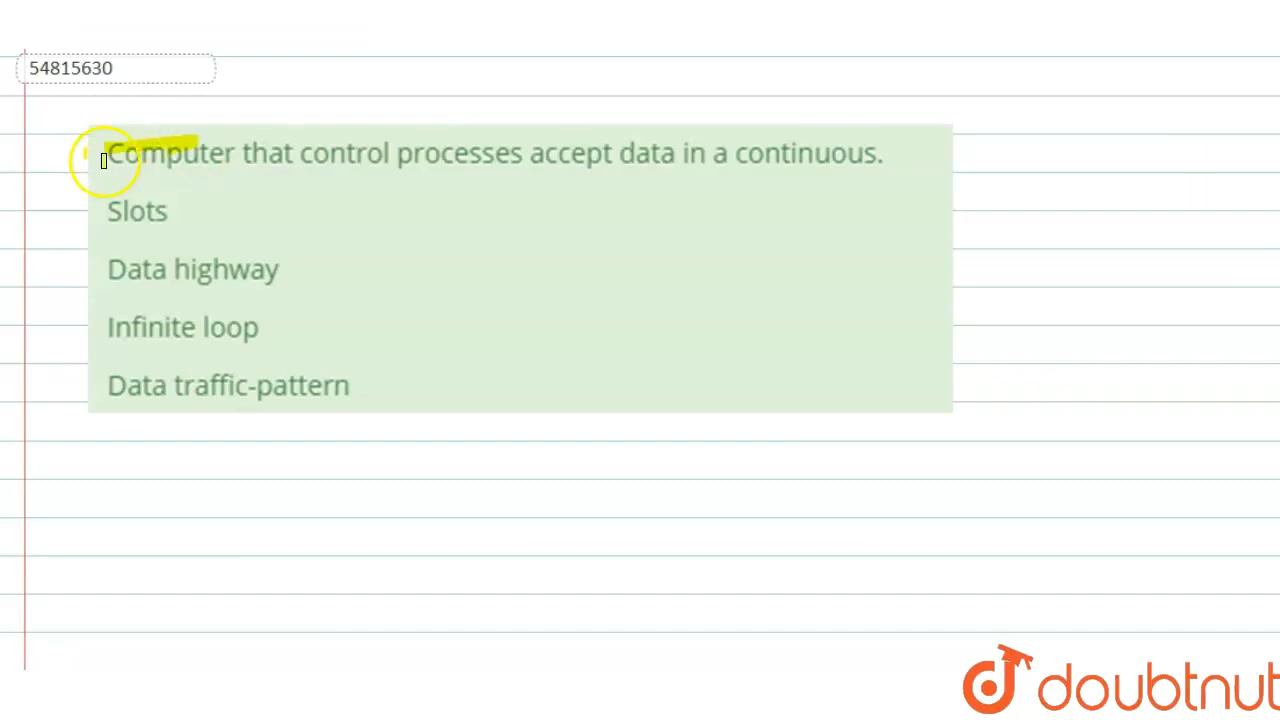 54815630
Computer that control processes accept data in a continuous.
Slots
Data highway
Infinite loop
Data traffic-pattern
doubtnut